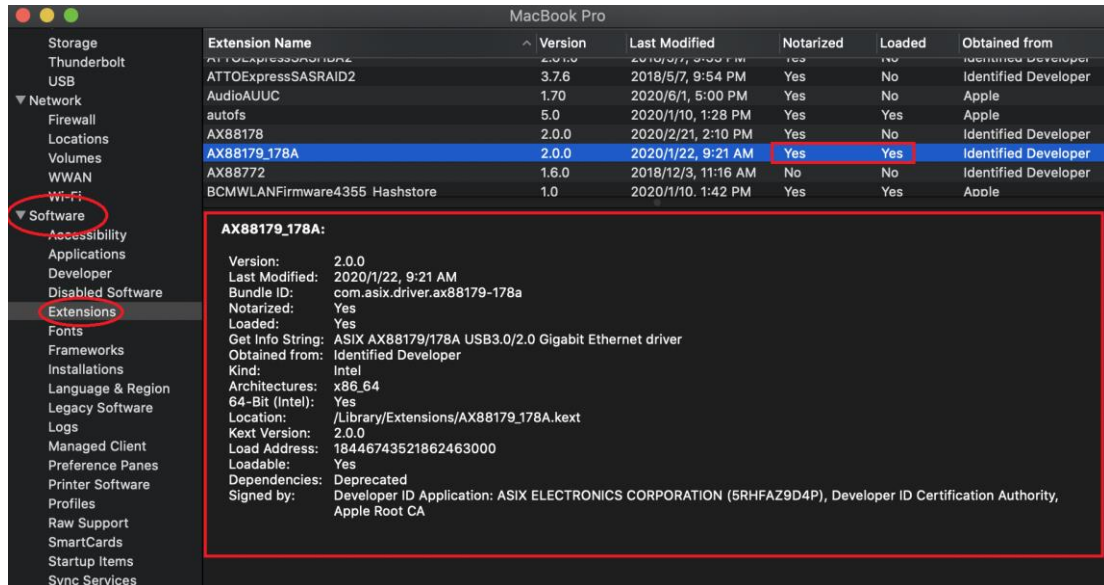 MacBook Pro
Storage
Thunderbolt
USB
Network
Firewall
Locations
Volumes
WWAN
Wi-Fi
Software
Accessibility
Applications
Developer
Disabled Software
Extensions
Fonts
Frameworks
Installations
Language & Region
Legacy Software
Logs
Managed Client
Preference Panes
Printer Software
Profiles
Raw Support
SmartCards
Startup Items
Sync Services
Extension Name Version Last Modified Notarized Loaded Obtained from
ATTOExpressSASRAID2 3.7.6 2018/5/7, 9:54 PM Yes No Identified Developer
AudioAUUC 1.70 2020/6/1, 5:00 PM Yes No Apple
autofs 5.0 2020/1/10, 1:28 PM Yes Yes Apple
AX88178 2.0.0 2020/2/21, 2:10 PM Yes No Identified Developer
AX88179_178A 2.0.0 2020/1/22, 9:21 AM Yes Yes Identified Developer
AX88772 1.6.0 2018/12/3, 11:16 AM No No Identified Developer
BCMWLANFirmware4355 Hashstore 1.0 2020/1/10, 1:42 PM Yes Yes Apple
AX88179_178A:
Version: 2.0.0
Last Modified: 2020/1/22, 9:21 AM
Bundle ID: com.asix.driver.ax88179-178a
Notarized: Yes
Loaded: Yes
Get Info String: ASIX AX88179/178A USB3.0/2.0 Gigabit Ethernet driver
Obtained from: Identified Developer
Kind: Intel
Architectures: x86_64
64-Bit (Intel): Yes
Location: /Library/Extensions/AX88179_178A.kext
Kext Version: 2.0.0
Load Address: 18446743521862463000
Loadable: Yes
Dependencies: Deprecated
Signed by: Developer ID Application: ASIX ELECTRONICS CORPORATION (5RHFAZ9D4P), Developer ID Certification Authority,
Apple Root CA